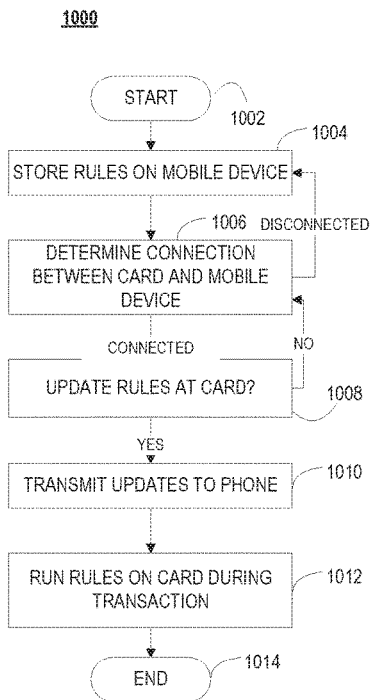 1000
START
1002
1004
STORE RULES ON MOBILE DEVICE
1006
DISCONNECTED
DETERMINE CONNECTION
BETWEEN CARD AND MOBILE
DEVICE
CONNECTED
NO
UPDATE RULES AT CARD?
1008
YES
1010
TRANSMIT UPDATES TO PHONE
1012
RUN RULES ON CARD DURING
TRANSACTION
1014
END